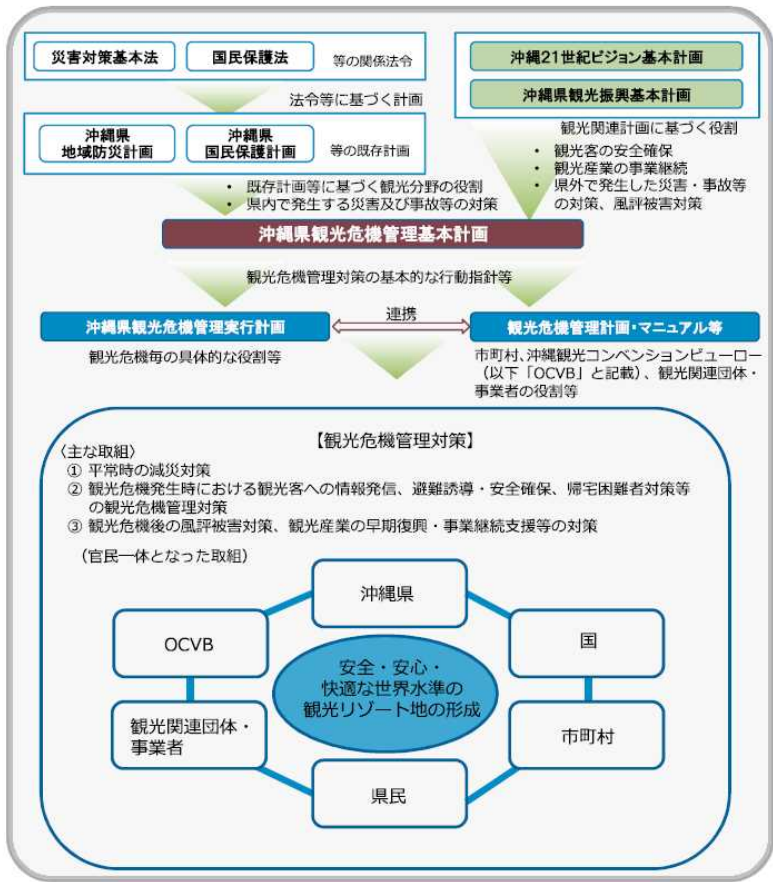 災害対策基本法
国民保護法
等の関係法令
法令等に基づく計画
沖縄県
地域防災計画
沖縄県
国民保護計画
等の既存計画
• 既存計画等に基づく観光分野の役割
• 県内で発生する災害及び事故等の対策
沖縄21世紀ビジョン基本計画
沖縄県観光振興基本計画
観光関連計画に基づく役割
• 観光客の安全確保
• 観光産業の事業継続
• 県外で発生した災害・事故等
の対策、風評被害対策
沖縄県観光危機管理基本計画
観光危機管理対策の基本的な行動指針等
沖縄県観光危機管理実行計画
連携
観光危機管理計画・マニュアル等
観光危機毎の具体的な役割等
市町村、沖縄観光コンベンションビューロー
(以下「OCVB」と記載)、観光関連団体・
事業者の役割等
【観光危機管理対策】
〈主な取組〉
① 平常時の減災対策
② 観光危機発生時における観光客への情報発信、避難誘導・安全確保、帰宅困難者対策等
の観光危機管理対策
③ 観光危機後の風評被害対策、観光産業の早期復興・事業継続支援等の対策
(官民一体となった取組)
沖縄県
OCVB
国
安全・安心・
快適な世界水準の
観光リゾート地の形成
観光関連団体・
事業者
市町村
県民